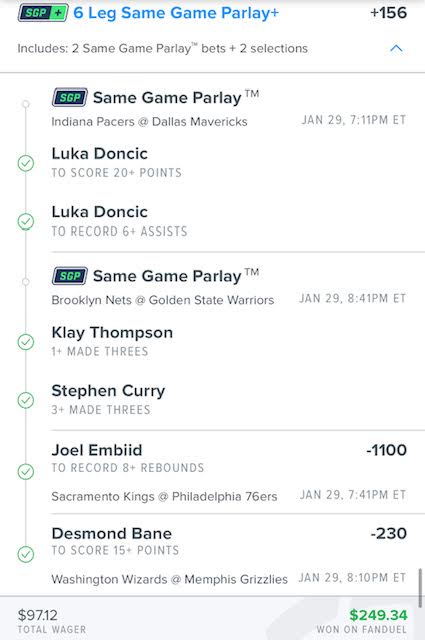 SGP + 6 Leg Same Game Parlay+ +156
Includes: 2 Same Game Parlay™ bets + 2 selections
SGP Same Game Parlay™
Indiana Pacers @ Dallas Mavericks JAN 29, 7:11PM ET
Luka Doncic
TO SCORE 20+ POINTS
Luka Doncic
TO RECORD 6+ ASSISTS
SGP Same Game Parlay™
Brooklyn Nets @ Golden State Warriors JAN 29, 8:41PM ET
Klay Thompson
1+ MADE THREES
Stephen Curry
3+ MADE THREES
Joel Embiid -1100
TO RECORD 8+ REBOUNDS
Sacramento Kings @ Philadelphia 76ers JAN 29, 7:41PM ET
Desmond Bane -230
TO SCORE 15+ POINTS
Washington Wizards @ Memphis Grizzlies JAN 29, 8:10PM ET
$97.12 $249.34
TOTAL WAGER WON ON FANDUEL